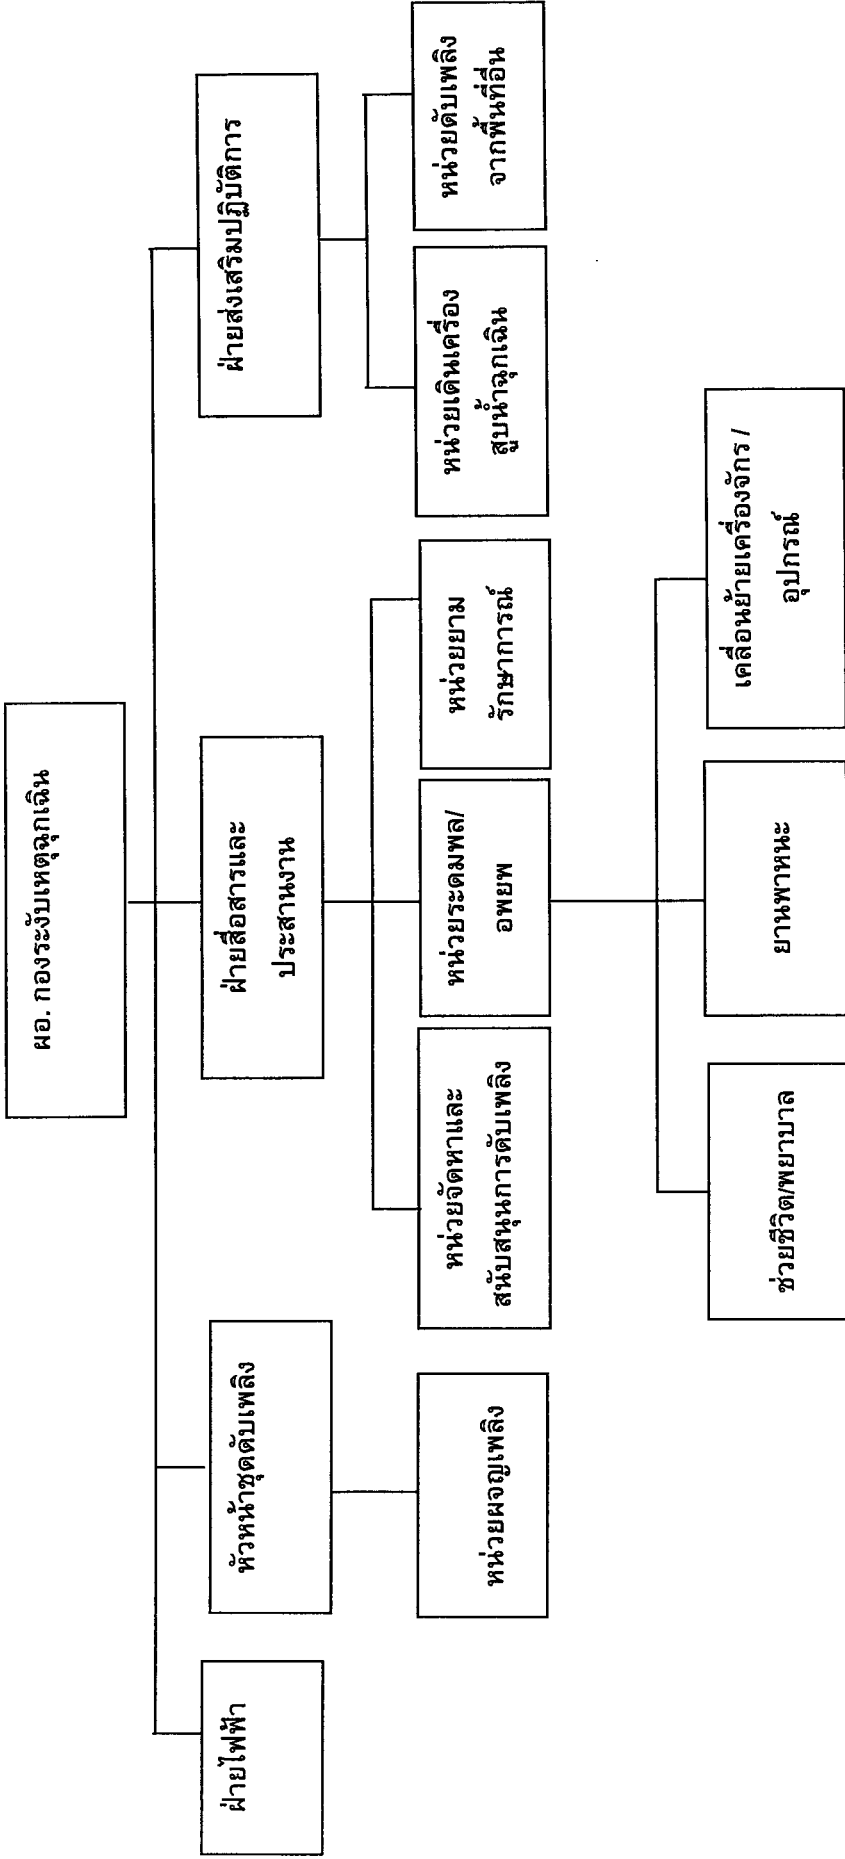 ผอ. กองระงับเหตุฉุกเฉิน
ฝ่ายไฟฟ้า
หัวหน้าชุดดับเพลิง
ฝ่ายสื่อสารและ
ประสานงาน
ฝ่ายส่งเสริมปฏิบัติการ
หน่วยผจญเพลิง
หน่วยจัดหาและ
สนับสนุนการดับเพลิง
หน่วยระดมพล/
อพยพ
หน่วยยาม
รักษาการณ์
หน่วยเดินเครื่อง
สูบน้ำฉุกเฉิน
หน่วยดับเพลิง
จากพื้นที่อื่น
ช่วยชีวิต/พยาบาล
ยานพาหนะ
เคลื่อนย้ายเครื่องจักร /
อุปกรณ์